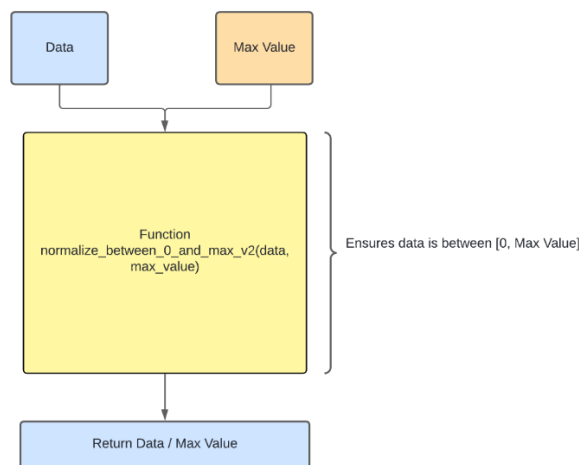 Data
Max Value
Function
normalize_between_0_and_max_v2(data,
max_value)
Ensures data is between [0, Max Value]
Return Data / Max Value